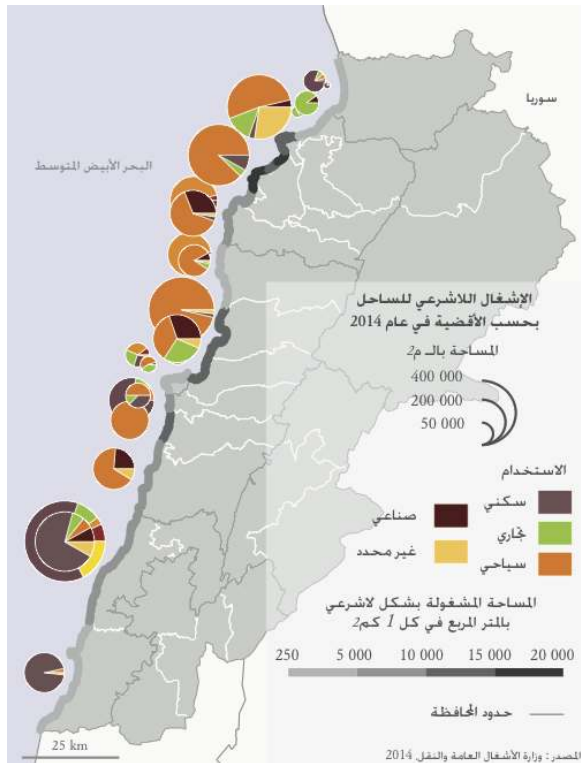 سوريا
البحر الأبيض المتوسط
الإشغال اللاشرعي للساحل
بحسب الأقضية في عام 2014
المساحة بالـ م2
400 000
200 000
50 000
الاستخدام
سكني
تجاري
سياحي
صناعي
غير محدد
المساحة المشغولة بشكل لاشرعي
بالمتر المربع في كل 1 كم2
250 5 000 10 000 15 000 20 000
حدود المحافظة
25 km
المصدر: وزارة الأشغال العامة والنقل 2014